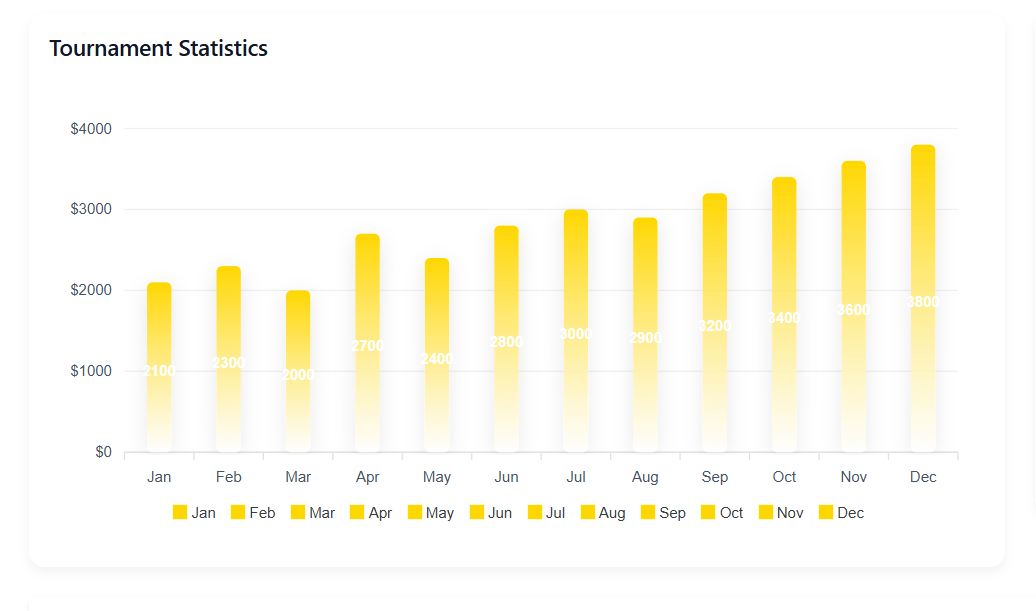 Tournament Statistics
$4000
$3000
$2000
$1000
$0
2100 2300 2000 2700 2400 2800 3000 2900 3200 3400 3600 3800
Jan Feb Mar Apr May Jun Jul Aug Sep Oct Nov Dec
Jan Feb Mar Apr May Jun Jul Aug Sep Oct Nov Dec